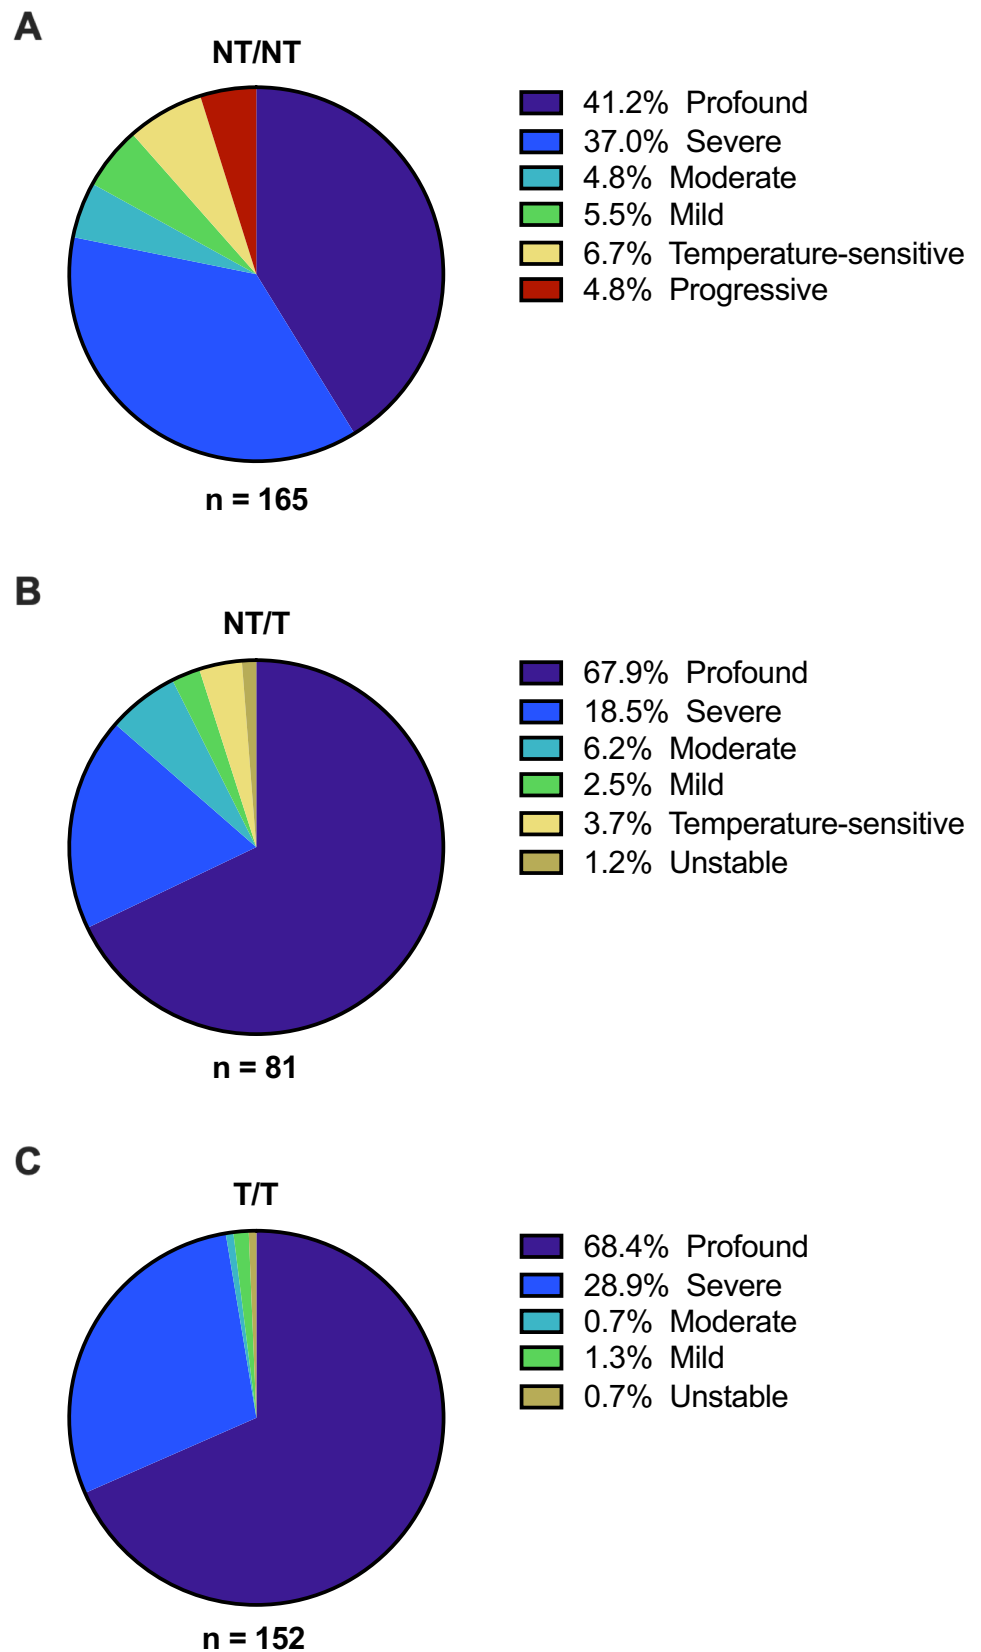 A
NT/NT
41.2% Profound
37.0% Severe
4.8% Moderate
5.5% Mild
6.7% Temperature-sensitive
4.8% Progressive
n = 165
B
NT/T
67.9% Profound
18.5% Severe
6.2% Moderate
2.5% Mild
3.7% Temperature-sensitive
1.2% Unstable
n = 81
C
T/T
68.4% Profound
28.9% Severe
0.7% Moderate
1.3% Mild
0.7% Unstable
n = 152